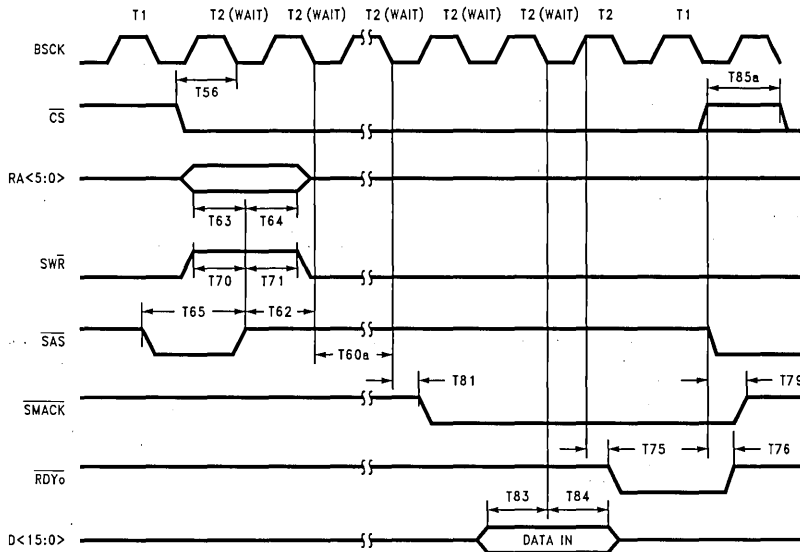 T1 T2 (WAIT) T2 (WAIT) T2 (WAIT) T2 (WAIT) T2 (WAIT) T2 T1
BSCK
T56 T85a
CS
RA<5:0>
T63 T64
SWR
T70 T71
T65 T62
SAS
T60a
T81 T79
SMACK
T75 T76
RDYo
T83 T84
D<15:0> DATA IN